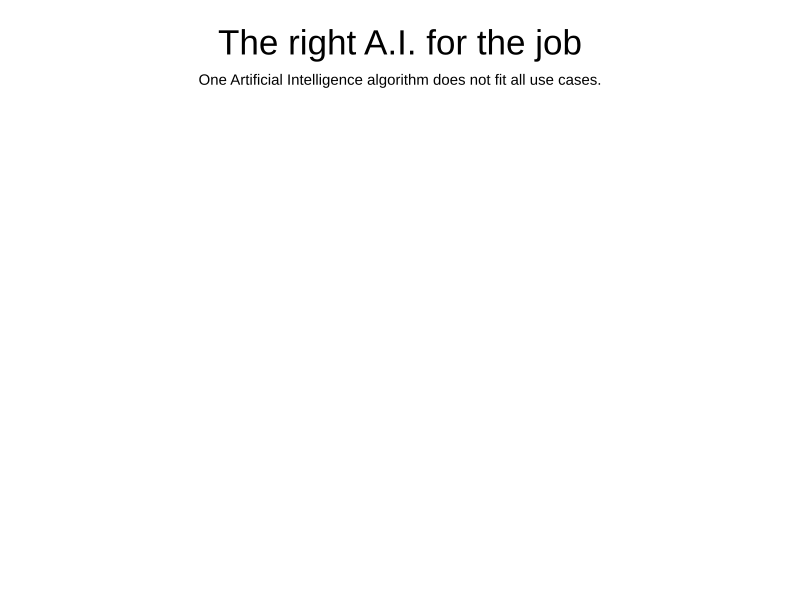 The right A.I. for the job
One Artificial Intelligence algorithm does not fit all use cases.